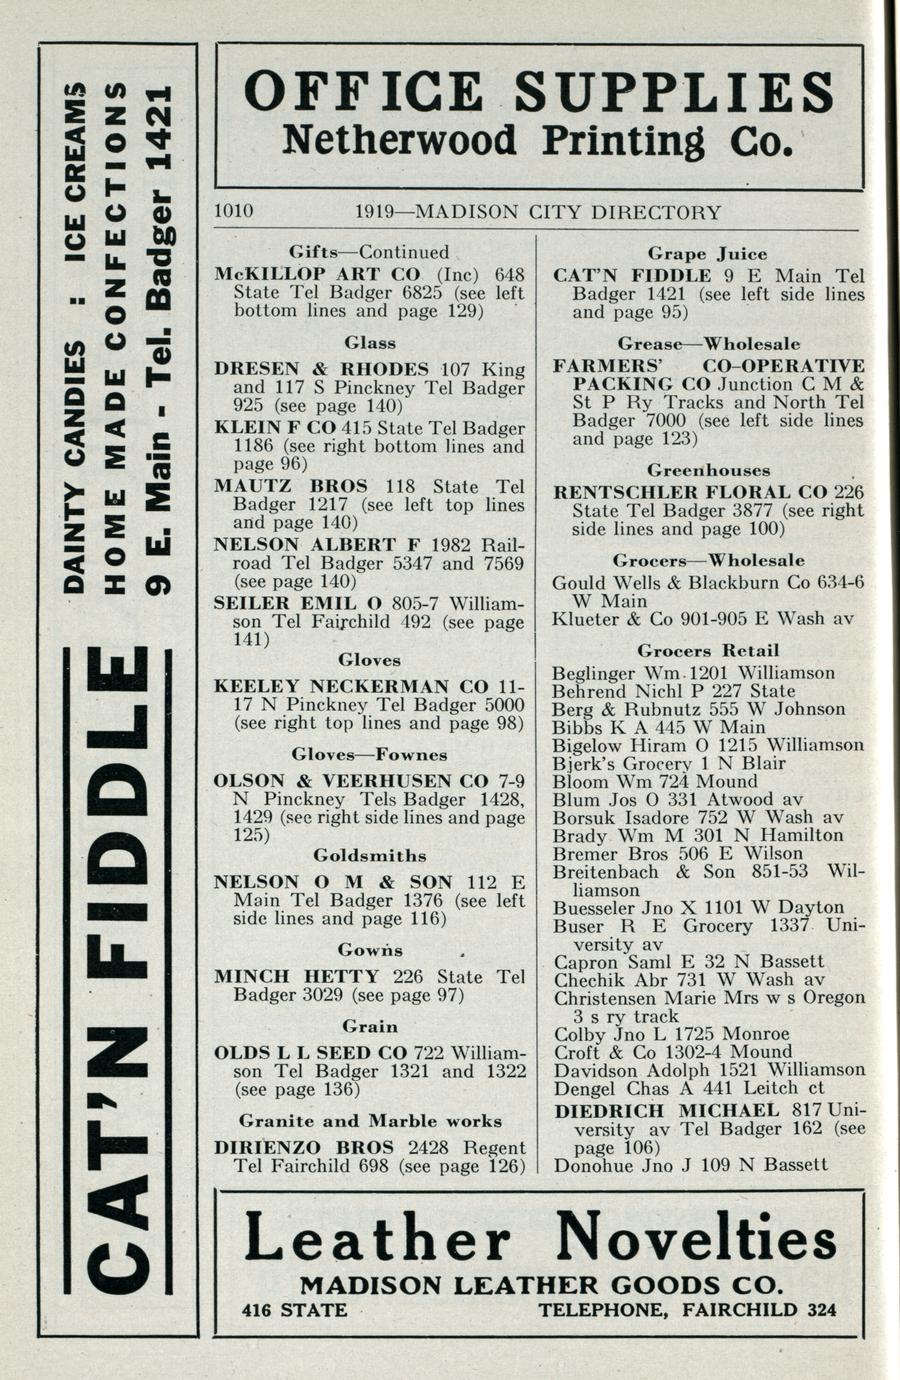 DAINTY CANDIES : ICE CREAMS
HOME MADE CONFECTIONS
9 E. Main - Tel. Badger 1421
CAT'N FIDDLE
OFFICE SUPPLIES
Netherwood Printing Co.
1010 1919—MADISON CITY DIRECTORY
Gifts—Continued
McKILLOP ART CO (Inc) 648
State Tel Badger 6825 (see left
bottom lines and page 129)
Glass
DRESEN & RHODES 107 King
and 117 S Pinckney Tel Badger
925 (see page 140)
KLEIN F CO 415 State Tel Badger
1186 (see right bottom lines and
page 96)
MAUTZ BROS 118 State Tel
Badger 1217 (see left top lines
and page 140)
NELSON ALBERT F 1982 Rail-
road Tel Badger 5347 and 7569
(see page 140)
SEILER EMIL O 805-7 William-
son Tel Fairchild 492 (see page
141)
Gloves
KEELEY NECKERMAN CO 11-
17 N Pinckney Tel Badger 5000
(see right top lines and page 98)
Gloves—Fownes
OLSON & VEERHUSEN CO 7-9
N Pinckney Tels Badger 1428,
1429 (see right side lines and page
125)
Goldsmiths
NELSON O M & SON 112 E
Main Tel Badger 1376 (see left
side lines and page 116)
Gowns
MINCH HETTY 226 State Tel
Badger 3029 (see page 97)
Grain
OLDS L L SEED CO 722 William-
son Tel Badger 1321 and 1322
(see page 136)
Granite and Marble works
DIRIENZO BROS 2428 Regent
Tel Fairchild 698 (see page 126)
Grape Juice
CAT'N FIDDLE 9 E Main Tel
Badger 1421 (see left side lines
and page 95)
Grease—Wholesale
FARMERS' CO-OPERATIVE
PACKING CO Junction C M &
St P Ry Tracks and North Tel
Badger 7000 (see left side lines
and page 123)
Greenhouses
RENTSCHLER FLORAL CO 226
State Tel Badger 3877 (see right
side lines and page 100)
Grocers—Wholesale
Gould Wells & Blackburn Co 634-6
W Main
Klueter & Co 901-905 E Wash av
Grocers Retail
Beglinger Wm 1201 Williamson
Behrend Nichl P 227 State
Berg & Rubnutz 555 W Johnson
Bibbs K A 445 W Main
Bigelow Hiram O 1215 Williamson
Bjerk's Grocery 1 N Blair
Bloom Wm 724 Mound
Blum Jos O 331 Atwood av
Borsuk Isadore 752 W Wash av
Brady Wm M 301 N Hamilton
Bremer Bros 506 E Wilson
Breitenbach & Son 851-53 Wil-
liamson
Buesseler Jno X 1101 W Dayton
Buser R E Grocery 1337 Uni-
versity av
Capron Saml E 32 N Bassett
Chechik Abr 731 W Wash av
Christensen Marie Mrs w s Oregon
3 s ry track
Colby Jno L 1725 Monroe
Croft & Co 1302-4 Mound
Davidson Adolph 1521 Williamson
Dengel Chas A 441 Leitch ct
DIEDRICH MICHAEL 817 Uni-
versity av Tel Badger 162 (see
page 106)
Donohue Jno J 109 N Bassett
Leather Novelties
MADISON LEATHER GOODS CO.
416 STATE TELEPHONE, FAIRCHILD 324